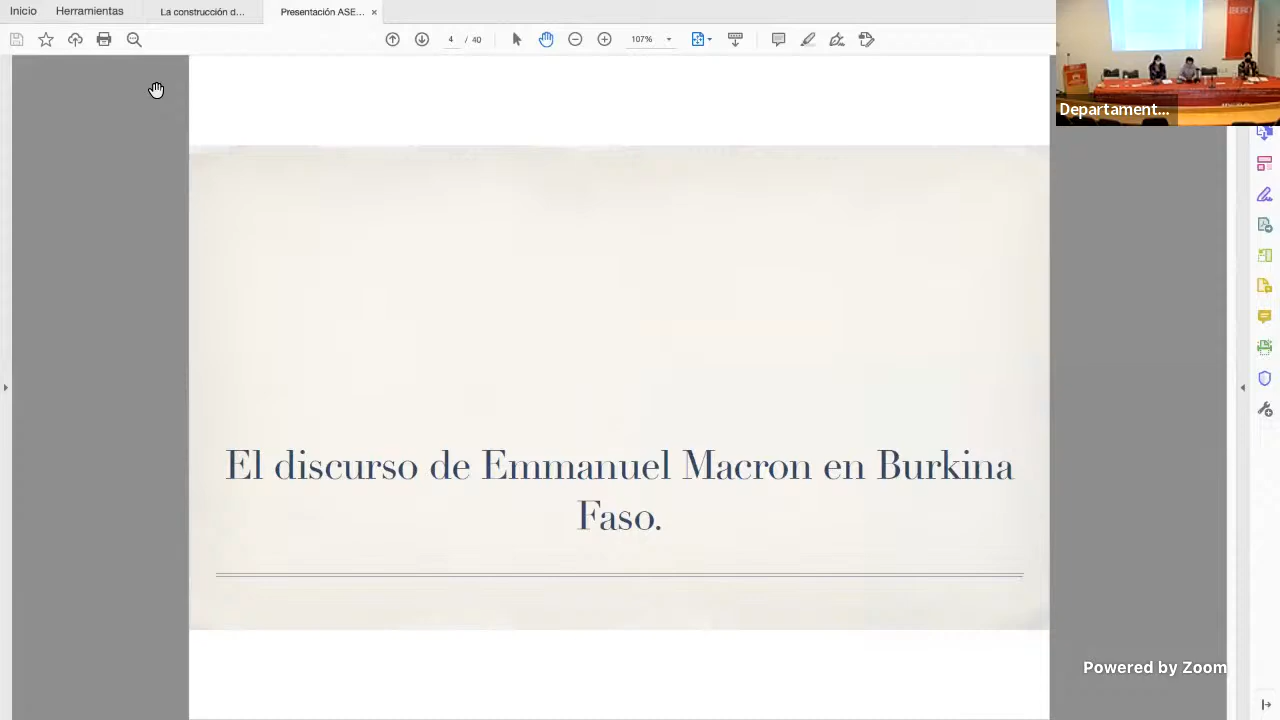 Inicio Herramientas La construcción d... Presentación ASE... ×
4 / 40 107%
Departament...
El discurso de Emmanuel Macron en Burkina
Faso.
Powered by Zoom